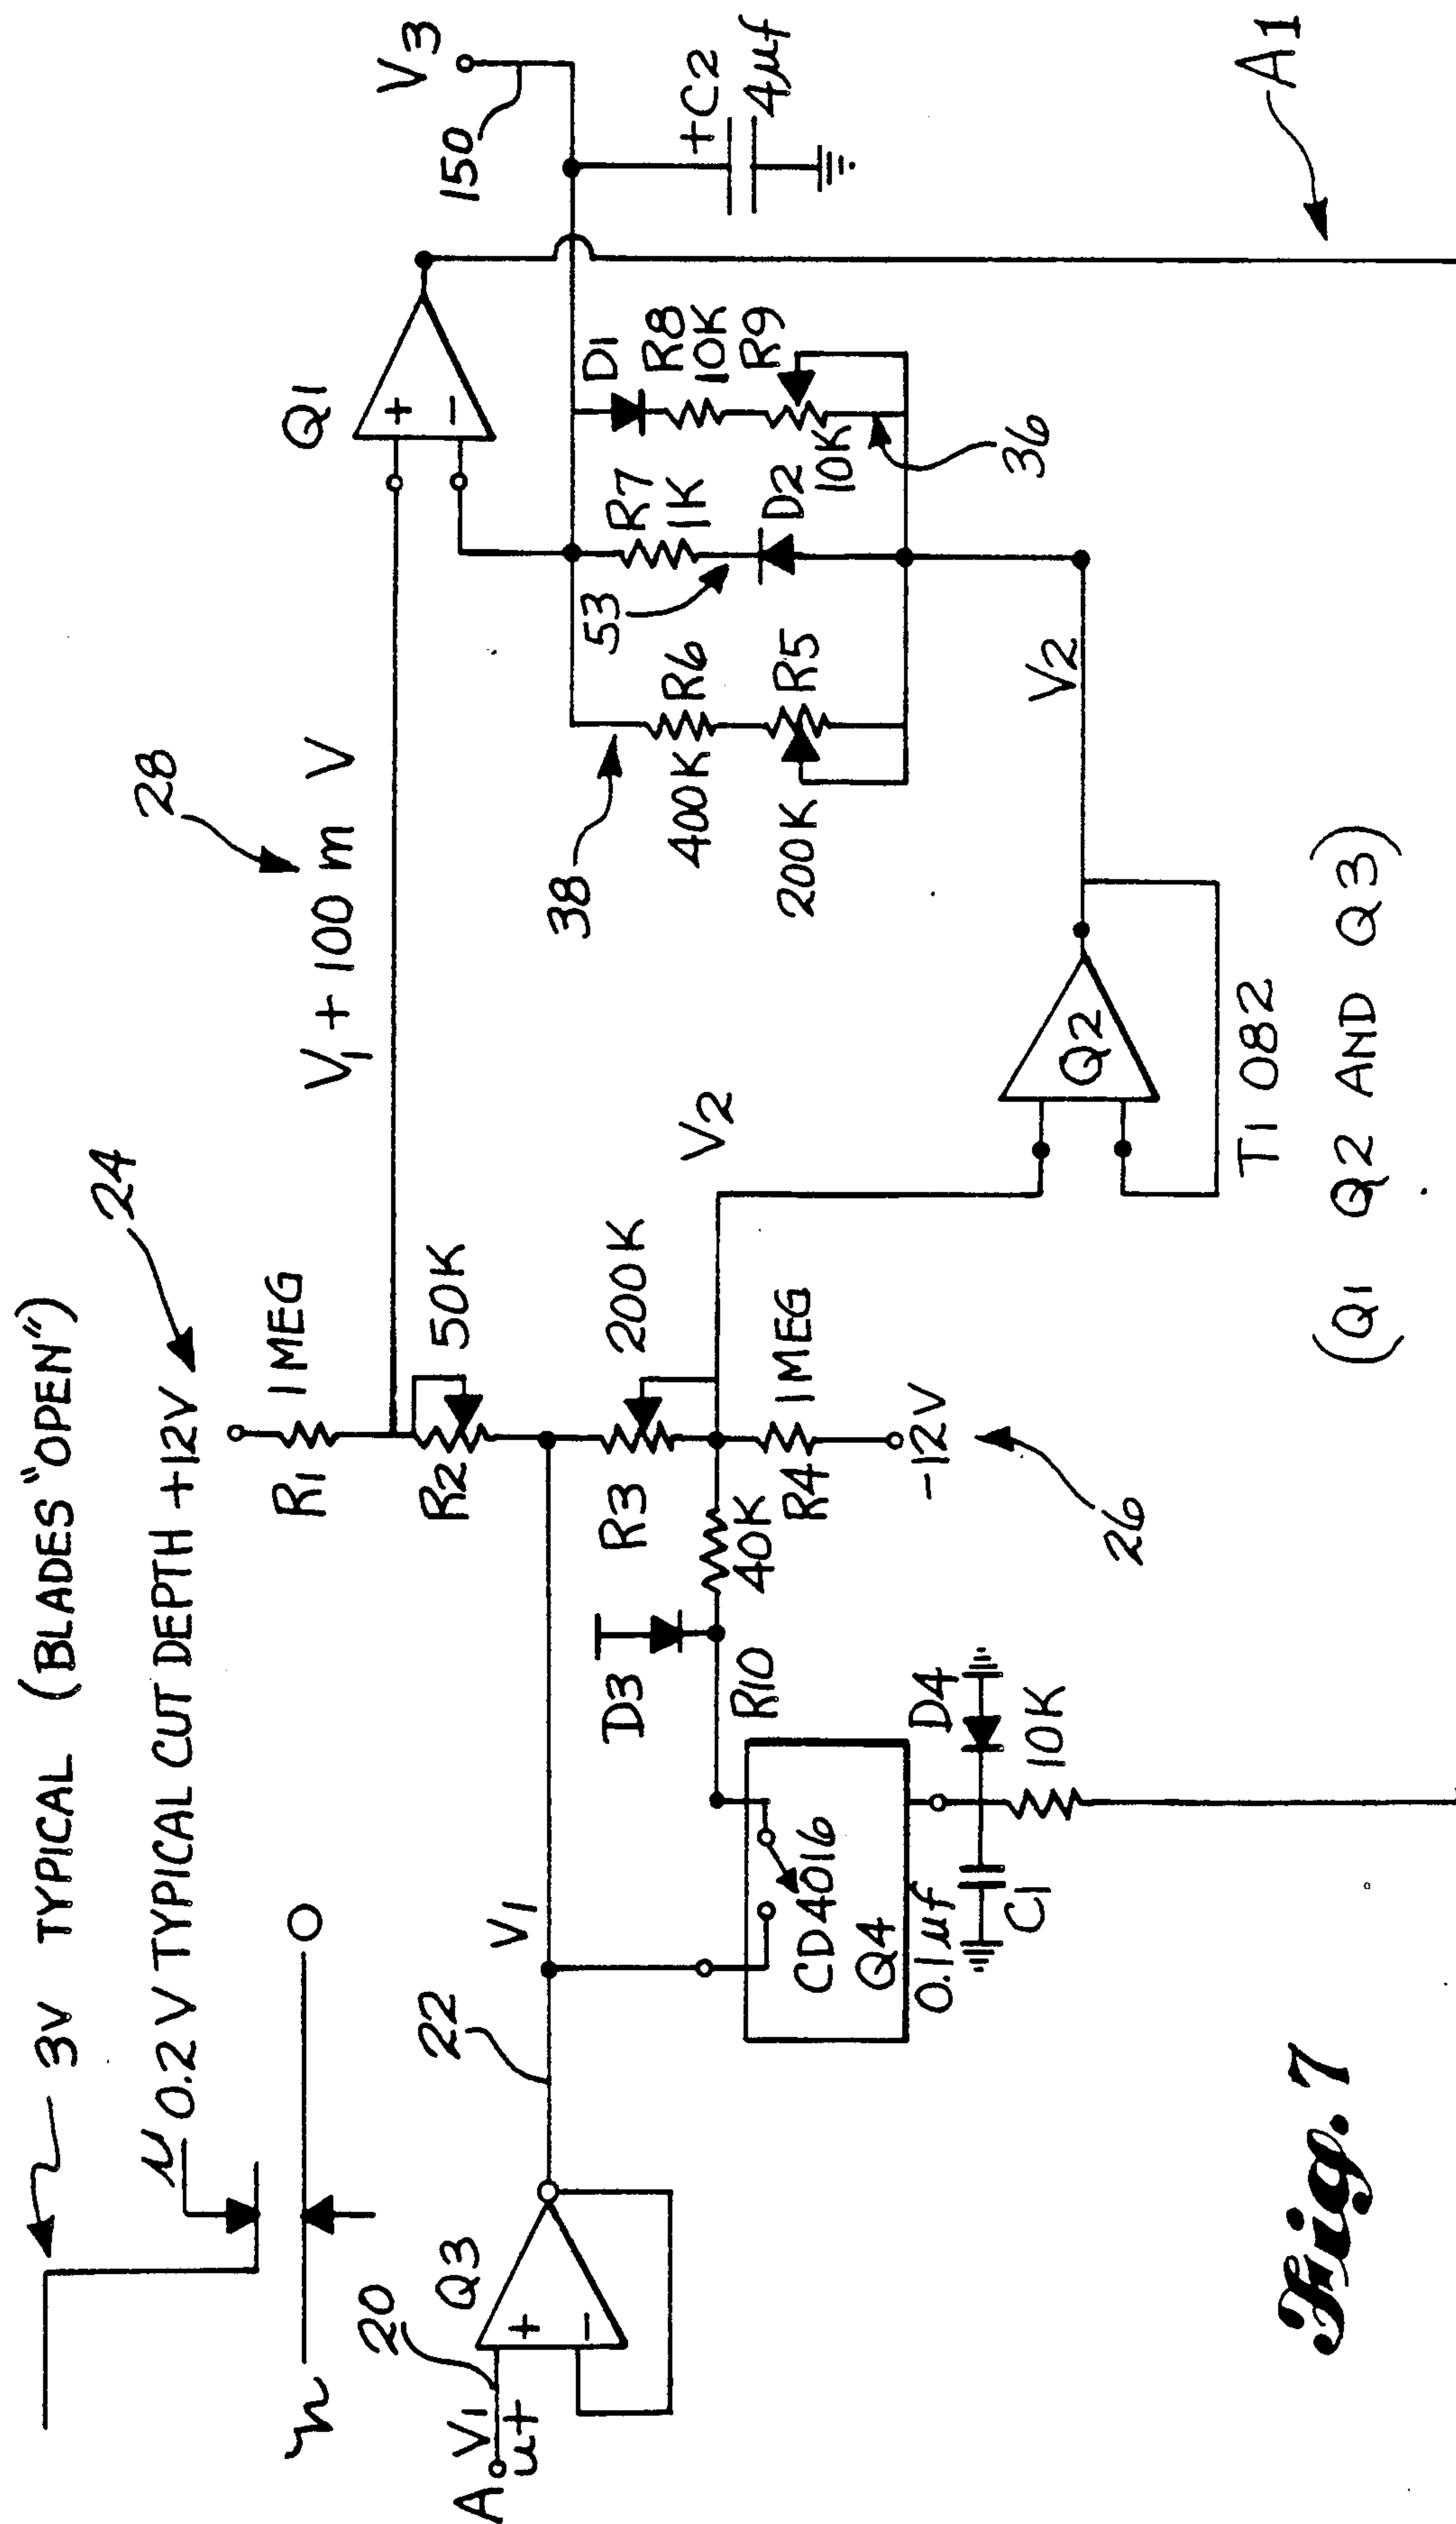 3V TYPICAL (BLADES "OPEN")
0.2 V TYPICAL CUT DEPTH +12V
24
28
V1 + 100 m V
R1
1MEG
R2
50K
R3
200K
R4
1MEG
-12V
26
A
V1
20
Q3
22
V1
D3
R10
40K
CD4016
Q4
0.1 µf
C1
D4
10K
V2
Q2
TI 082
(Q1 Q2 AND Q3)
V2
Q1
+
-
38
400K
R6
200K
R5
53
R7
1K
D2
D1
R8
10K
R9
10K
36
150
V3
+C2
4µf
A1
Fig. 7